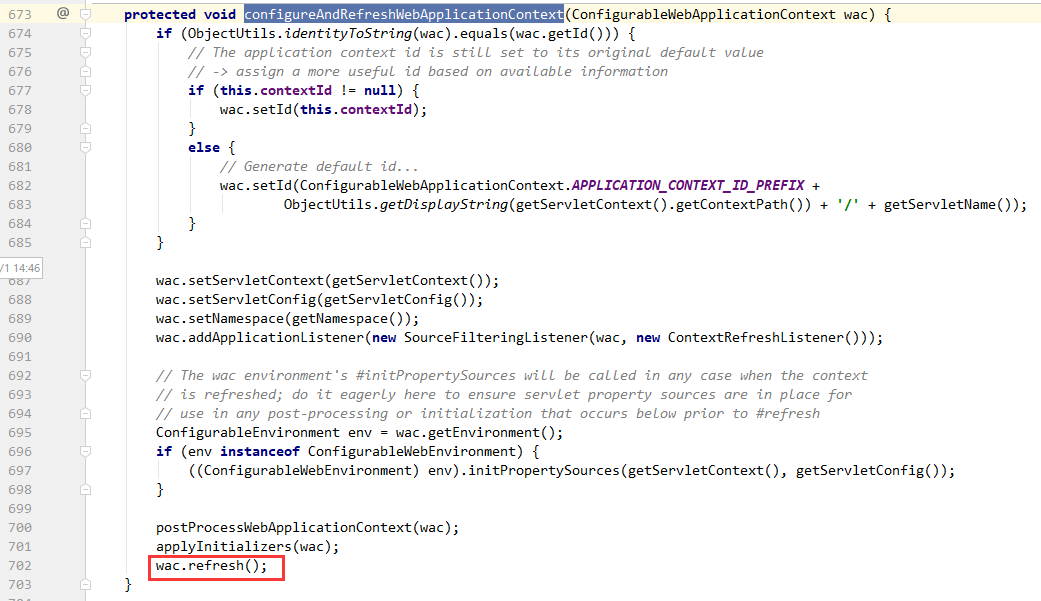 673 @ protected void configureAndRefreshWebApplicationContext(ConfigurableWebApplicationContext wac) {
674 if (ObjectUtils.identityToString(wac).equals(wac.getId())) {
675 // The application context id is still set to its original default value
676 // -> assign a more useful id based on available information
677 if (this.contextId != null) {
678 wac.setId(this.contextId);
679 }
680 else {
681 // Generate default id...
682 wac.setId(ConfigurableWebApplicationContext.APPLICATION_CONTEXT_ID_PREFIX +
683 ObjectUtils.getDisplayString(getServletContext().getContextPath()) + '/' + getServletName());
684 }
685 }
/1 14:46
687 wac.setServletContext(getServletContext());
688 wac.setServletConfig(getServletConfig());
689 wac.setNamespace(getNamespace());
690 wac.addApplicationListener(new SourceFilteringListener(wac, new ContextRefreshListener()));
691
692 // The wac environment's #initPropertySources will be called in any case when the context
693 // is refreshed; do it eagerly here to ensure servlet property sources are in place for
694 // use in any post-processing or initialization that occurs below prior to #refresh
695 ConfigurableEnvironment env = wac.getEnvironment();
696 if (env instanceof ConfigurableWebEnvironment) {
697 ((ConfigurableWebEnvironment) env).initPropertySources(getServletContext(), getServletConfig());
698 }
699
700 postProcessWebApplicationContext(wac);
701 applyInitializers(wac);
702 wac.refresh();
703 }